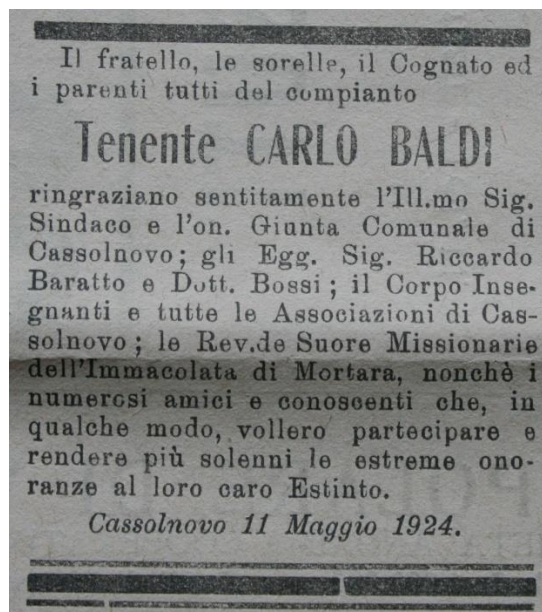 Il fratello, le sorelle, il Cognato ed
i parenti tutti del compianto
Tenente CARLO BALDI
ringraziano sentitamente l'Ill.mo Sig.
Sindaco e l'on. Giunta Comunale di
Cassolnovo; gli Egg. Sig. Riccardo
Baratto e Dott. Bossi; il Corpo Inse-
gnanti e tutte le Associazioni di Cas-
solnovo; le Rev.de Suore Missionarie
dell'Immacolata di Mortara, nonchè i
numerosi amici e conoscenti che, in
qualche modo, vollero partecipare e
rendere più solenni le estreme ono-
ranze al loro caro Estinto.
Cassolnovo 11 Maggio 1924.